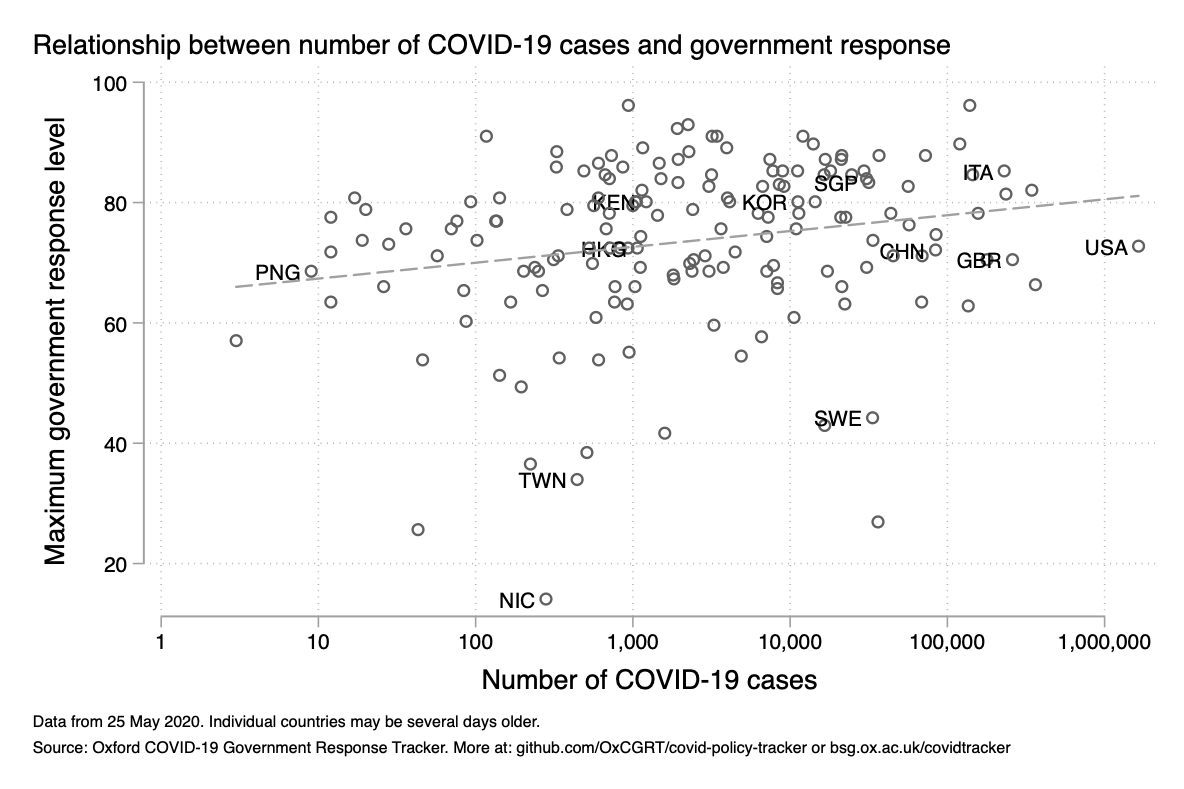 Relationship between number of COVID-19 cases and government response
Maximum government response level
100
80
60
40
20
KEN
KOR
SGP
ITA
HKG
CHN
GBR
USA
PNG
SWE
TWN
NIC
1
10
100
1,000
10,000
100,000
1,000,000
Number of COVID-19 cases
Data from 25 May 2020. Individual countries may be several days older.
Source: Oxford COVID-19 Government Response Tracker. More at: github.com/OxCGRT/covid-policy-tracker or bsg.ox.ac.uk/covidtracker